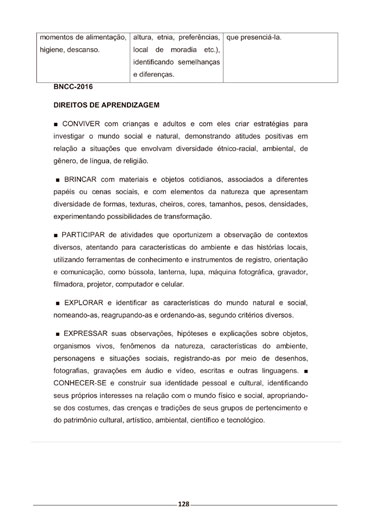 momentos de alimentação,
higiene, descanso.
altura, etnia, preferências,
local de moradia etc.),
identificando semelhanças
e diferenças.
que presenciá-la.
BNCC-2016
DIREITOS DE APRENDIZAGEM
■ CONVIVER com crianças e adultos e com eles criar estratégias para
investigar o mundo social e natural, demonstrando atitudes positivas em
relação a situações que envolvam diversidade étnico-racial, ambiental, de
gênero, de língua, de religião.
■ BRINCAR com materiais e objetos cotidianos, associados a diferentes
papéis ou cenas sociais, e com elementos da natureza que apresentam
diversidade de formas, texturas, cheiros, cores, tamanhos, pesos, densidades,
experimentando possibilidades de transformação.
■ PARTICIPAR de atividades que oportunizem a observação de contextos
diversos, atentando para características do ambiente e das histórias locais,
utilizando ferramentas de conhecimento e instrumentos de registro, orientação
e comunicação, como bússola, lanterna, lupa, máquina fotográfica, gravador,
filmadora, projetor, computador e celular.
■ EXPLORAR e identificar as características do mundo natural e social,
nomeando-as, reagrupando-as e ordenando-as, segundo critérios diversos.
■ EXPRESSAR suas observações, hipóteses e explicações sobre objetos,
organismos vivos, fenômenos da natureza, características do ambiente,
personagens e situações sociais, registrando-as por meio de desenhos,
fotografias, gravações em áudio e vídeo, escritas e outras linguagens. ■
CONHECER-SE e construir sua identidade pessoal e cultural, identificando
seus próprios interesses na relação com o mundo físico e social, apropriando-
se dos costumes, das crenças e tradições de seus grupos de pertencimento e
do patrimônio cultural, artístico, ambiental, científico e tecnológico.
128